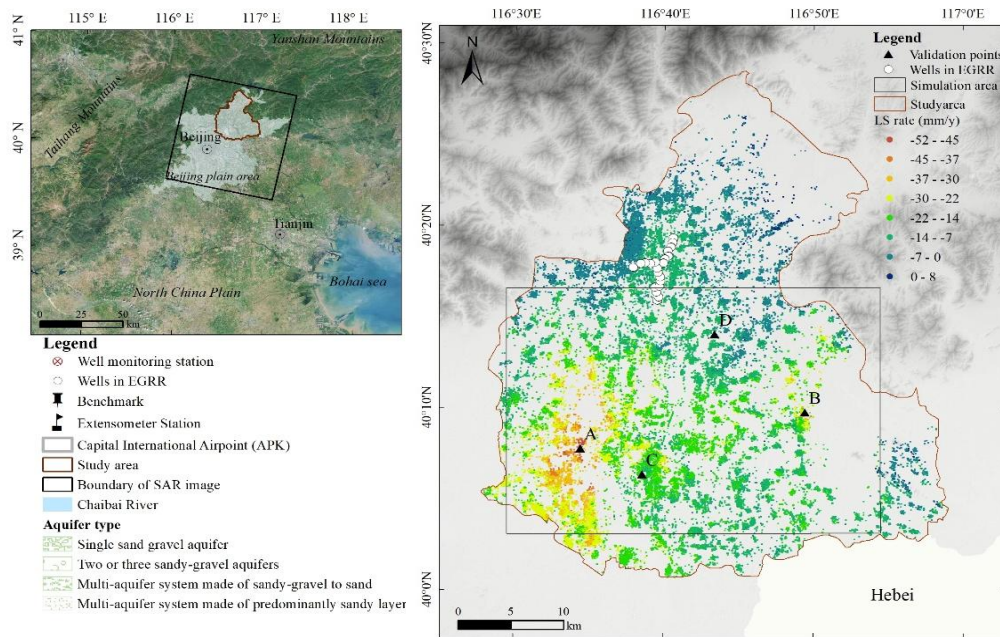 115° E
116° E
117° E
118° E
41° N
40° N
39° N
Yanshan Mountains
Taihang Mountains
Beijing
Beijing plain area
Tianjin
Bohai sea
North China Plain
0 25 50
km
Legend
Well monitoring station
Wells in EGRR
Benchmark
Extensometer Station
Capital International Airpoint (APK)
Study area
Boundary of SAR image
Chaibai River
Aquifer type
Single sand gravel aquifer
Two or three sandy-gravel aquifers
Multi-aquifer system made of sandy-gravel to sand
Multi-aquifer system made of predominantly sandy layer
116°30'E
116°40'E
116°50'E
117°0'E
40°30'N
40°20'N
40°10'N
40°0'N
N
Legend
Validation points
Wells in EGRR
Simulation area
Studyarea
LS rate (mm/y)
-52 - -45
-45 - -37
-37 - -30
-30 - -22
-22 - -14
-14 - -7
-7 - 0
0 - 8
D
B
A
C
Hebei
0 5 10
km